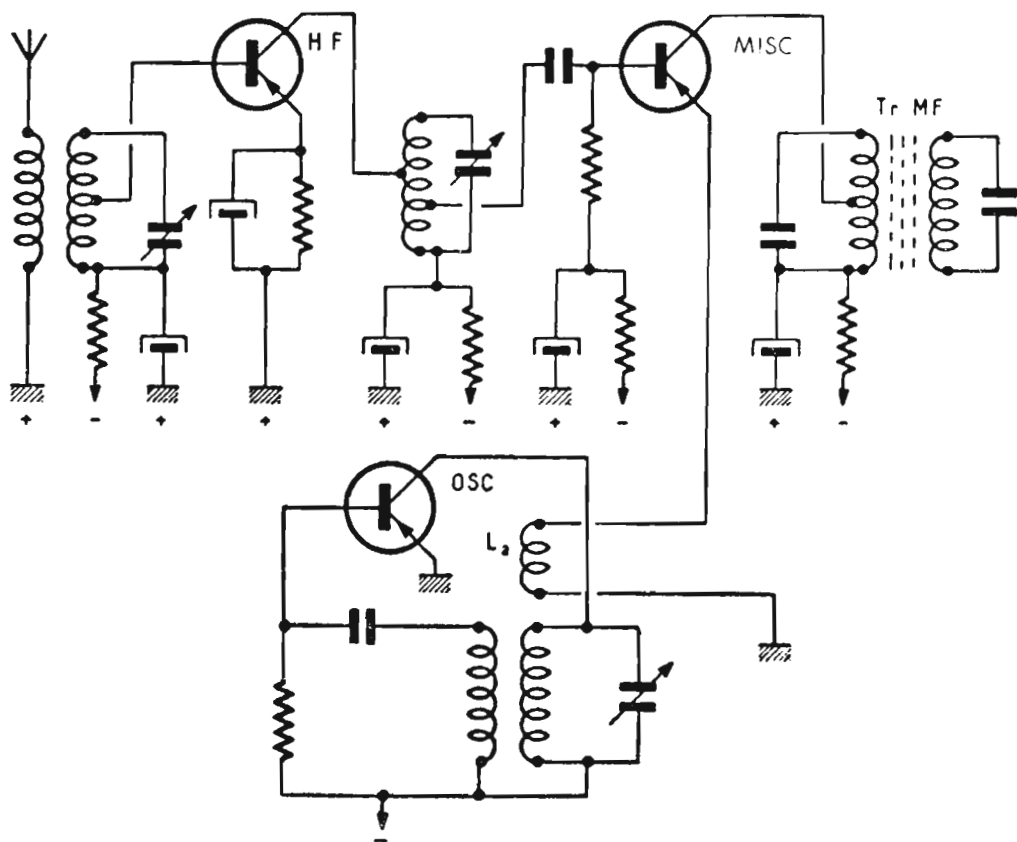 HF
MISC
Tr MF
+ - + + + - + - + -
OSC
L2
-